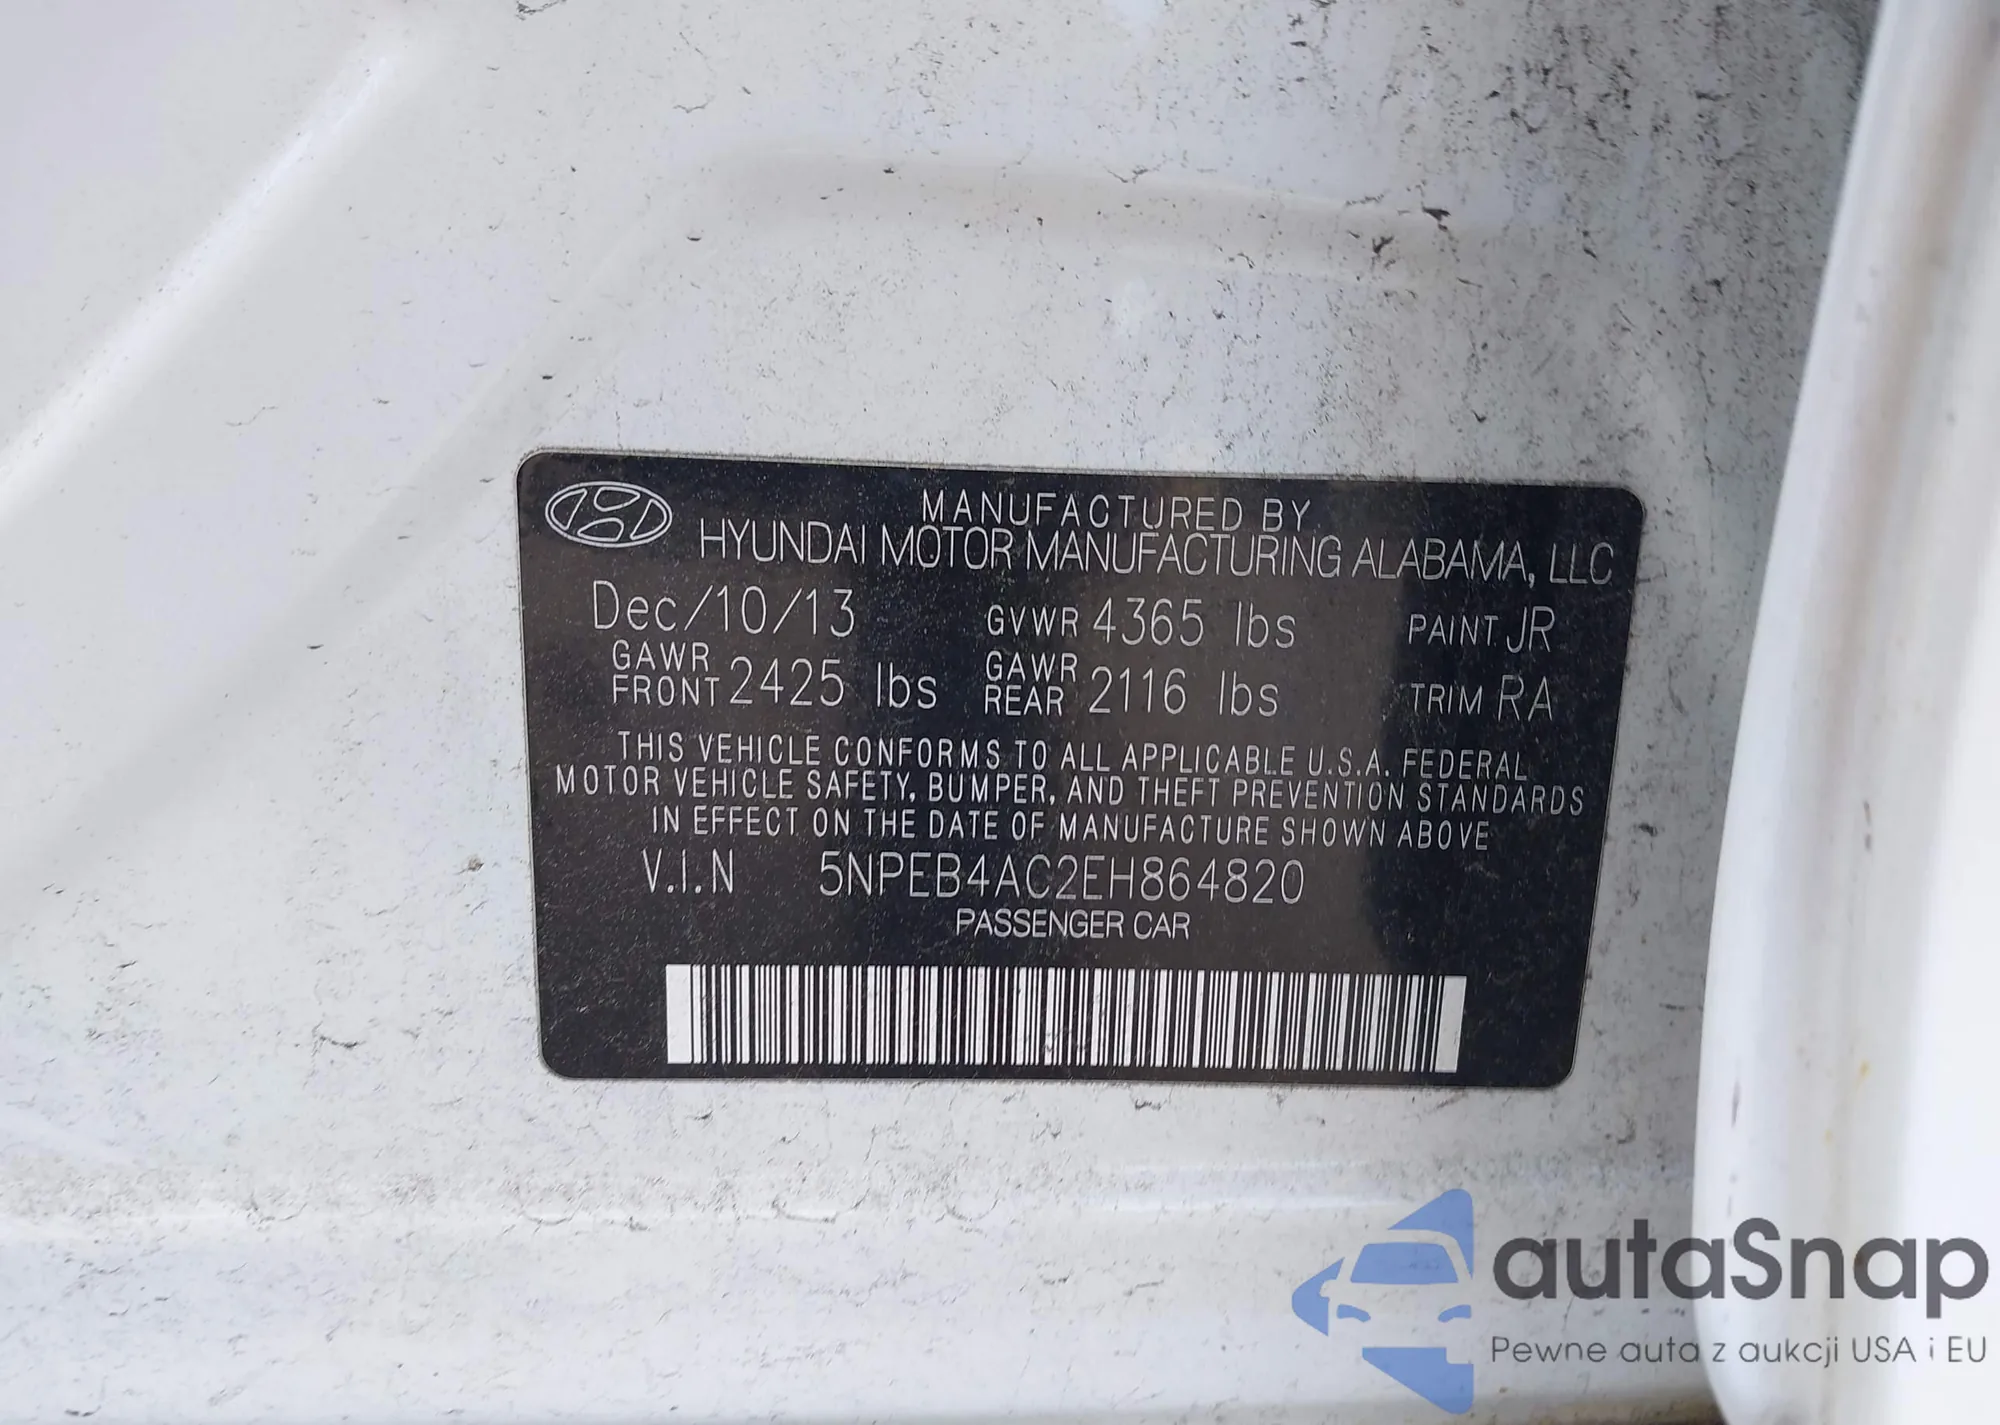 MANUFACTURED BY
HYUNDAI MOTOR MANUFACTURING ALABAMA, LLC
Dec/10/13 GVWR 4365 lbs PAINT JR
GAWR FRONT 2425 lbs GAWR REAR 2116 lbs TRIM RA
THIS VEHICLE CONFORMS TO ALL APPLICABLE U.S.A. FEDERAL
MOTOR VEHICLE SAFETY, BUMPER, AND THEFT PREVENTION STANDARDS
IN EFFECT ON THE DATE OF MANUFACTURE SHOWN ABOVE
V.I.N 5NPEB4AC2EH864820
PASSENGER CAR
autaSnap
Pewne auta z aukcji USA i EU